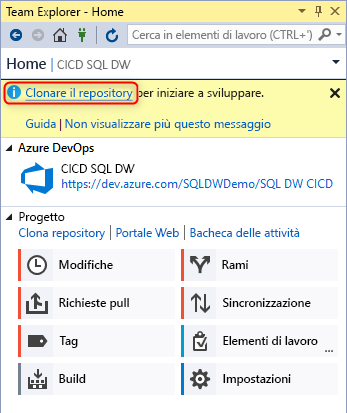 Team Explorer - Home
Cerca in elementi di lavoro (CTRL+')
Home | CICD SQL DW
Clonare il repository per iniziare a sviluppare.
Guida | Non visualizzare più questo messaggio
Azure DevOps
CICD SQL DW
https://dev.azure.com/SQLDWDemo/SQL DW CICD
Progetto
Clona repository | Portale Web | Bacheca delle attività
Modifiche
Rami
Richieste pull
Sincronizzazione
Tag
Elementi di lavoro ...
Build
Impostazioni